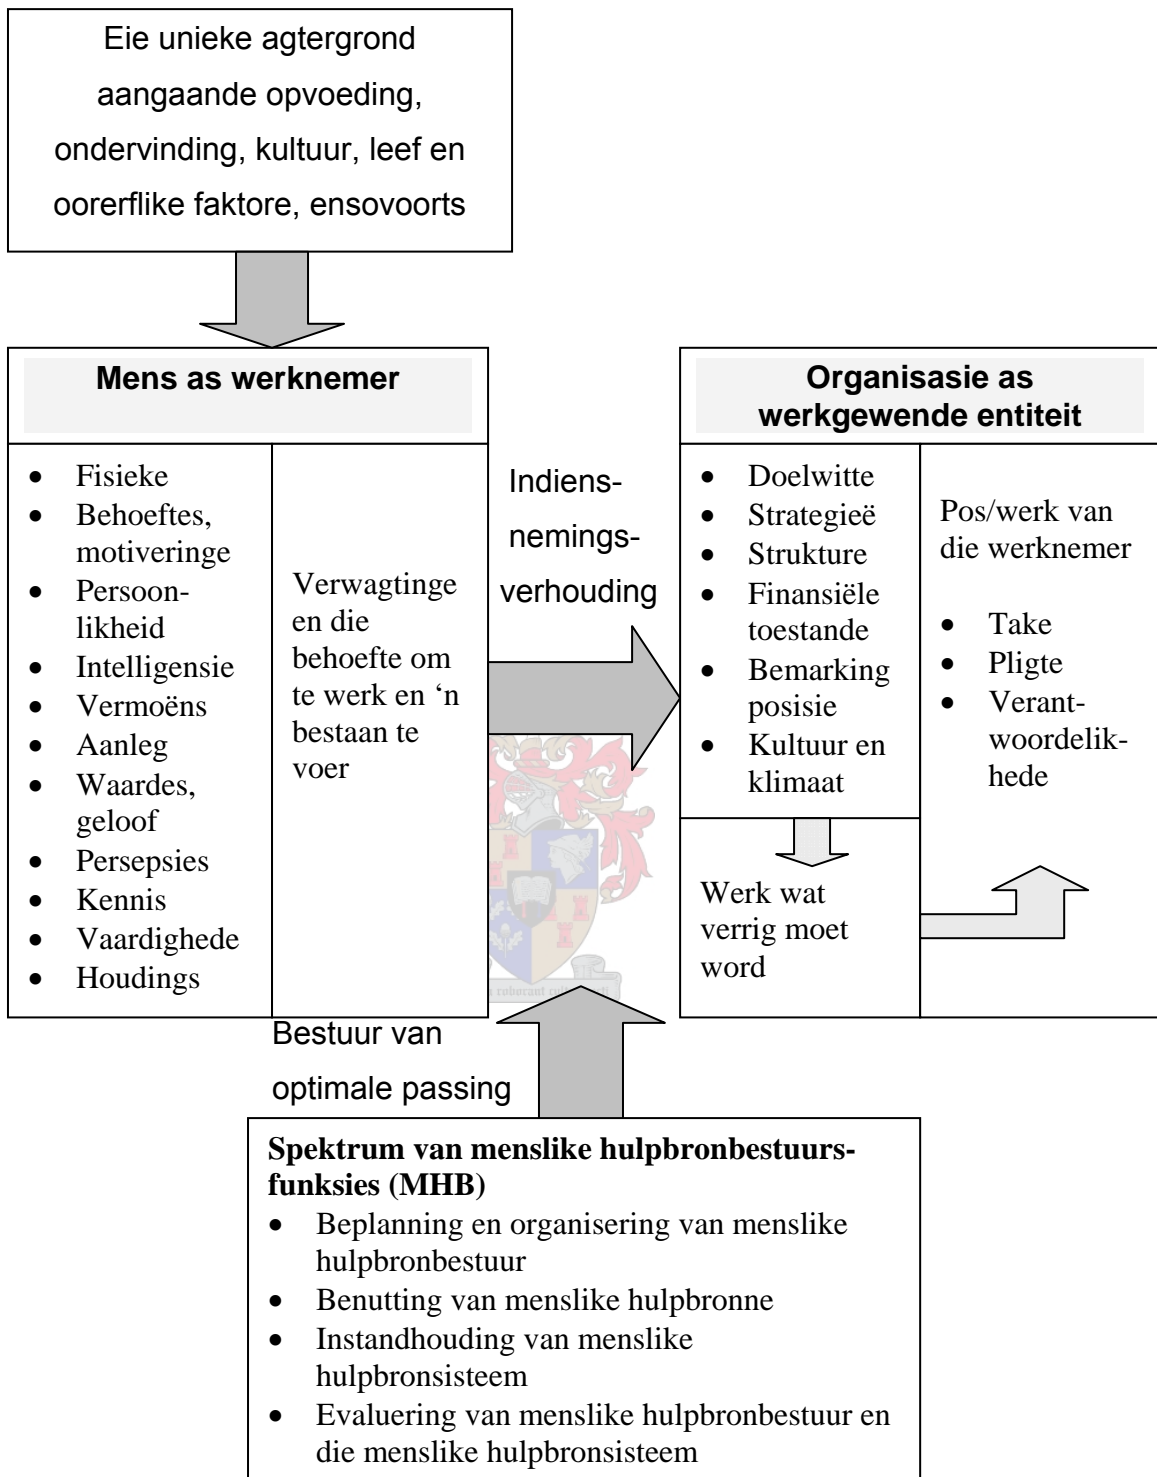 Eie unieke agtergrond
aangaande opvoeding,
ondervinding, kultuur, leef en
oorerflike faktore, ensovoorts
Mens as werknemer
• Fisieke
• Behoeftes,
motiveringe
• Persoon-
likheid
• Intelligensie
• Vermoëns
• Aanleg
• Waardes,
geloof
• Persepsies
• Kennis
• Vaardighede
• Houdings
Verwagtinge
en die
behoefte om
te werk en ‘n
bestaan te
voer
Indiens-
nemings-
verhouding
Organisasie as
werkgewende entiteit
• Doelwitte
• Strategieë
• Strukture
• Finansiële
toestande
• Bemarking
posisie
• Kultuur en
klimaat
Werk wat
verrig moet
word
Pos/werk van
die werknemer
• Take
• Pligte
• Verant-
woordelik-
hede
roborant cult
Bestuur van
optimale passing
Spektrum van menslike hulpbronbestuurs-
funksies (MHB)
• Beplanning en organisering van menslike
hulpbronbestuur
• Benutting van menslike hulpbronne
• Instandhouding van menslike
hulpbronsisteem
• Evaluering van menslike hulpbronbestuur en
die menslike hulpbronsisteem